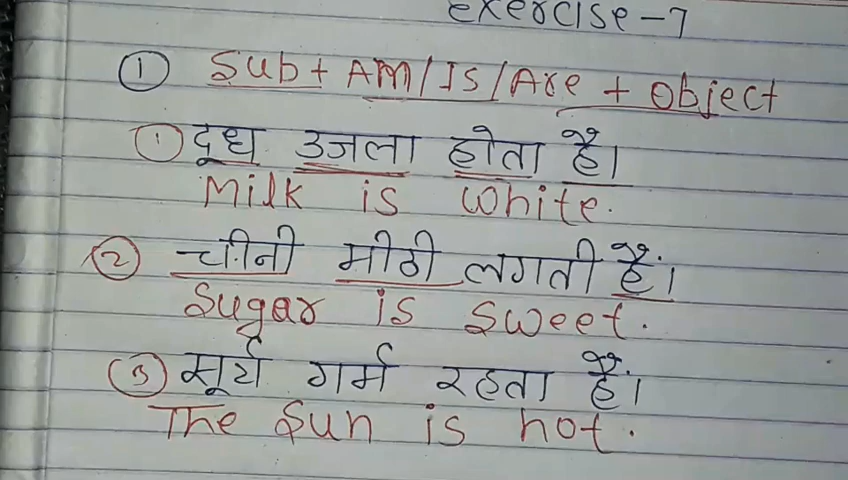 exercise-7
① Sub + AM/Is/Are + Object
① दूध उजला होता है।
Milk is white.
② चीनी मीठी लगती हैं।
Sugar is sweet.
③ सूर्य गर्म रहता हैं।
The Sun is hot.